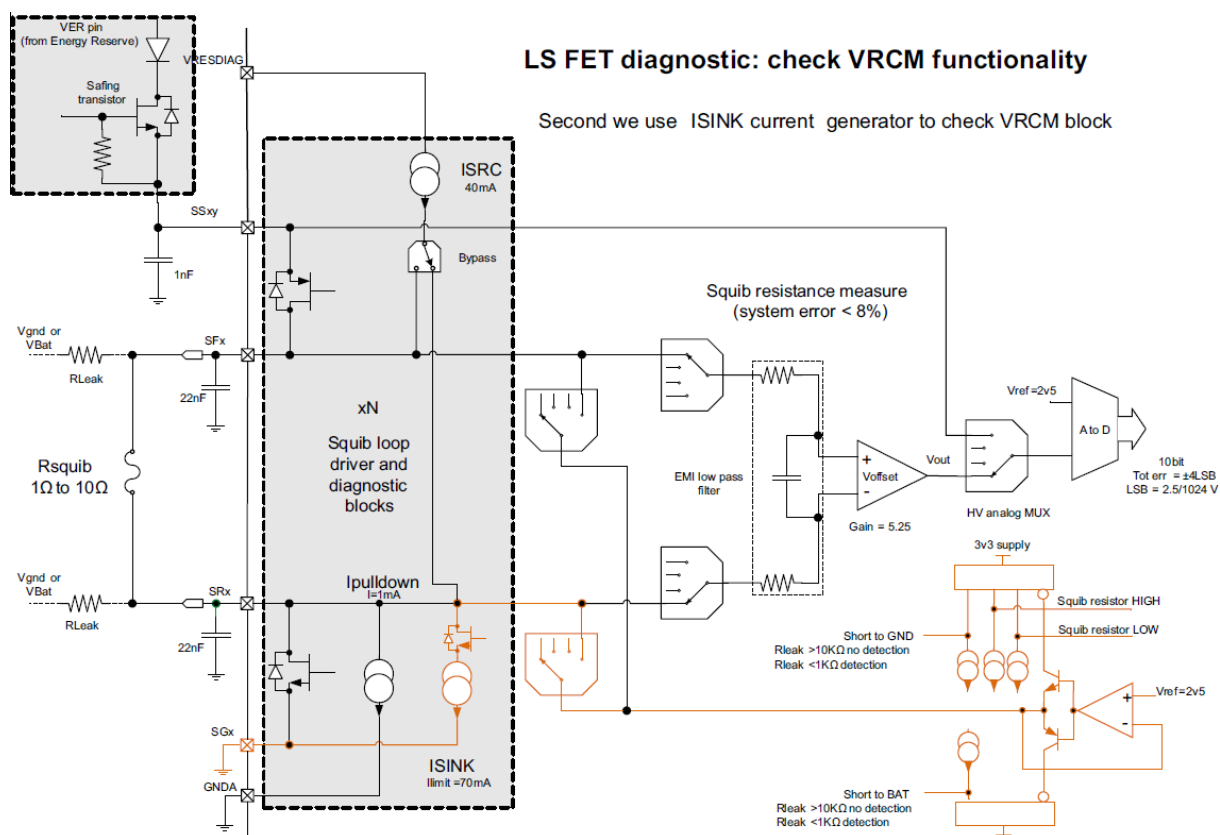 VER pin
(from Energy Reserve)
VRESDIAG
LS FET diagnostic: check VRCM functionality
Safing
transistor
Second we use ISINK current generator to check VRCM block
ISRC
40mA
SSxy
1nF
Bypass
Squib resistance measure
(system error < 8%)
Vgnd or
VBat
SFx
RLeak
22nF
Vref=2v5
xN
Squib loop
driver and
diagnostic
blocks
A to D
Rsquib
1Ω to 10Ω
+
Voffset
-
Vout
10bit
Tot err = ±4LSB
LSB = 2.5/1024 V
EMI low pass
filter
Gain = 5.25
HV analog MUX
3v3 supply
Vgnd or
VBat
SRx
Ipulldown
I=1mA
RLeak
22nF
Squib resistor HIGH
Squib resistor LOW
Short to GND
Rleak >10KΩ no detection
Rleak <1KΩ detection
+
-
Vref=2v5
SGx
ISINK
Ilimit =70mA
GNDA
Short to BAT
Rleak >10KΩ no detection
Rleak <1KΩ detection